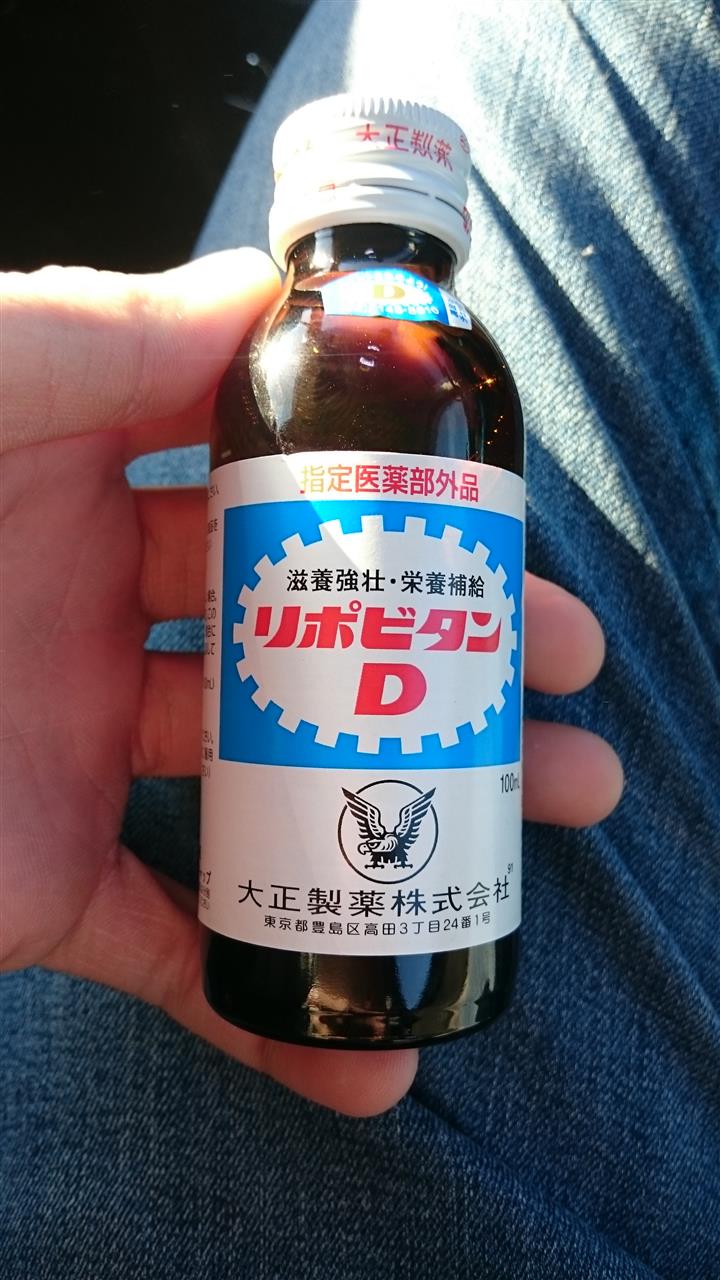 大正製薬
D
指定医薬部外品
滋養強壮・栄養補給
リポビタン
D
100mL
91
大正製薬株式会社
東京都豊島区高田3丁目24番1号